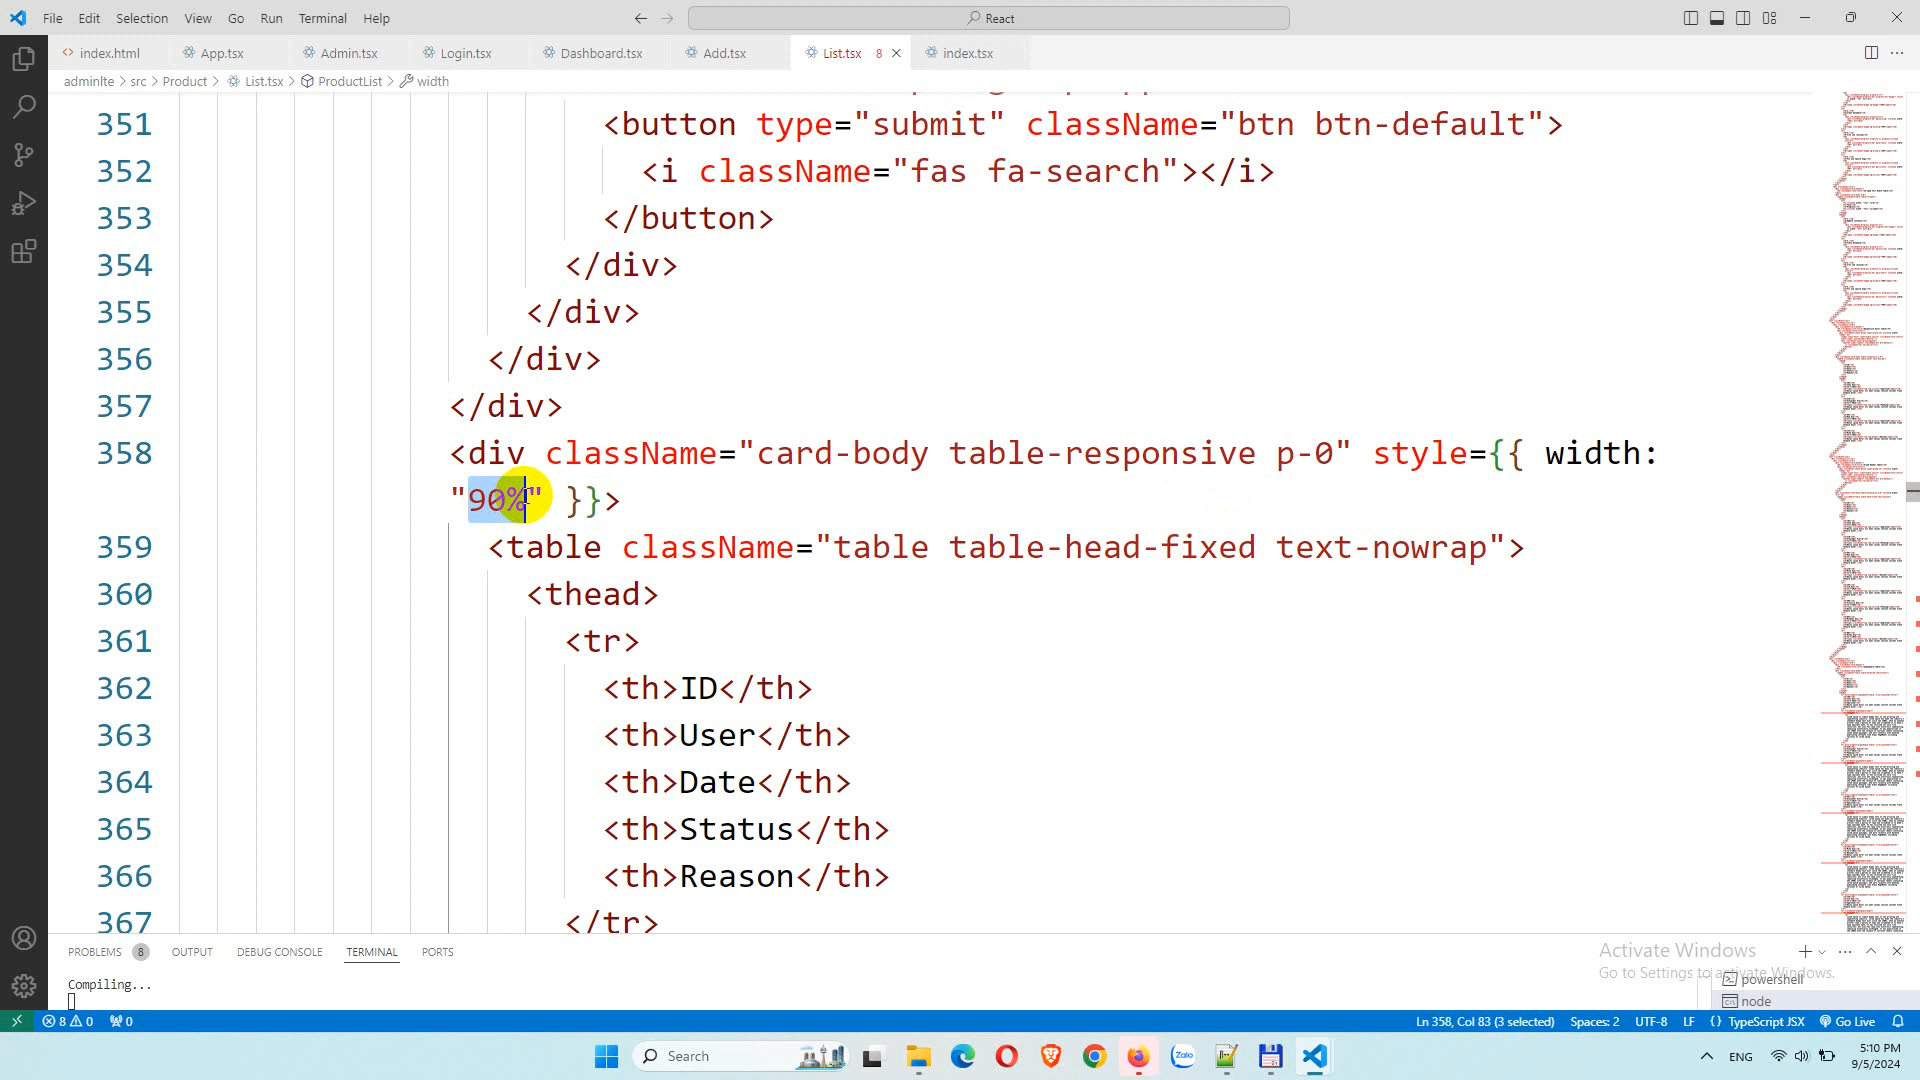 File Edit Selection View Go Run Terminal Help
React
index.html App.tsx Admin.tsx Login.tsx Dashboard.tsx Add.tsx List.tsx 8 index.tsx
adminlte > src > Product > List.tsx > ProductList > width
351 <button type="submit" className="btn btn-default">
352 <i className="fas fa-search"></i>
353 </button>
354 </div>
355 </div>
356 </div>
357 </div>
358 <div className="card-body table-responsive p-0" style={{ width:
"90%" }}>
359 <table className="table table-head-fixed text-nowrap">
360 <thead>
361 <tr>
362 <th>ID</th>
363 <th>User</th>
364 <th>Date</th>
365 <th>Status</th>
366 <th>Reason</th>
367 </tr>
PROBLEMS 8 OUTPUT DEBUG CONSOLE TERMINAL PORTS
Activate Windows
Go to Settings to activate Windows.
Compiling...
powershell
node
8 0 0 Ln 358, Col 83 (3 selected) Spaces: 2 UTF-8 LF {} TypeScript JSX Go Live
Search
Zalo
ENG
5:10 PM
9/5/2024